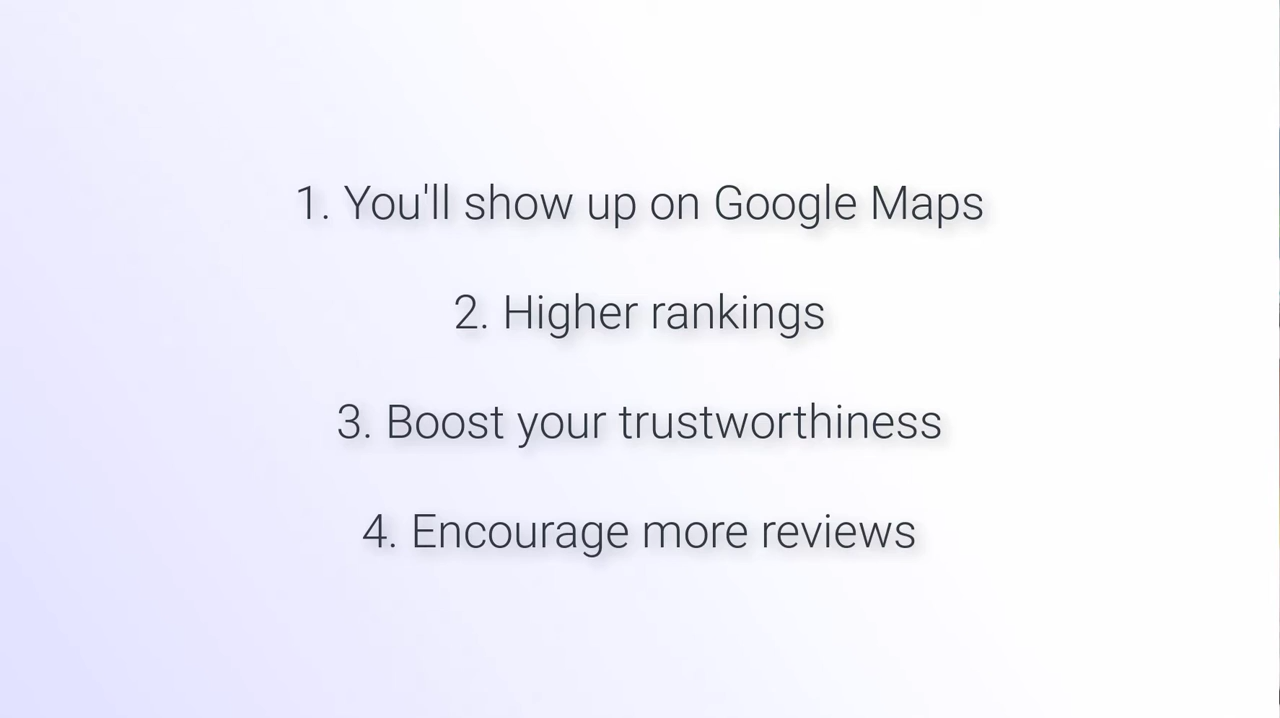 1. You'll show up on Google Maps
2. Higher rankings
3. Boost your trustworthiness
4. Encourage more reviews